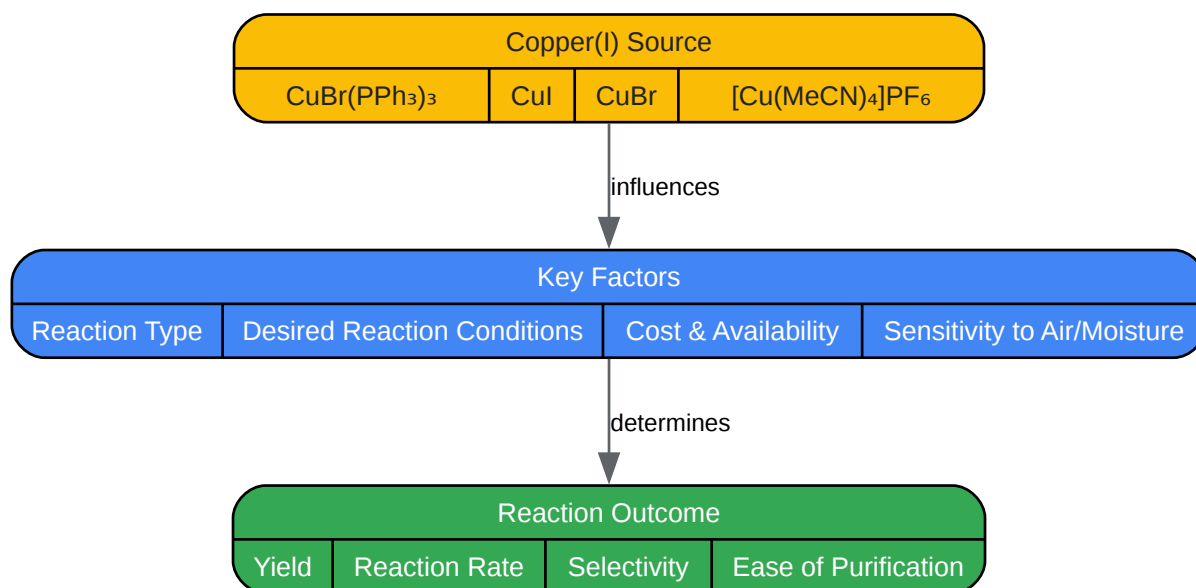 Copper(I) Source
CuBr(PPh₃)₃ CuI CuBr [Cu(MeCN)₄]PF₆
influences
Key Factors
Reaction Type Desired Reaction Conditions Cost & Availability Sensitivity to Air/Moisture
determines
Reaction Outcome
Yield Reaction Rate Selectivity Ease of Purification